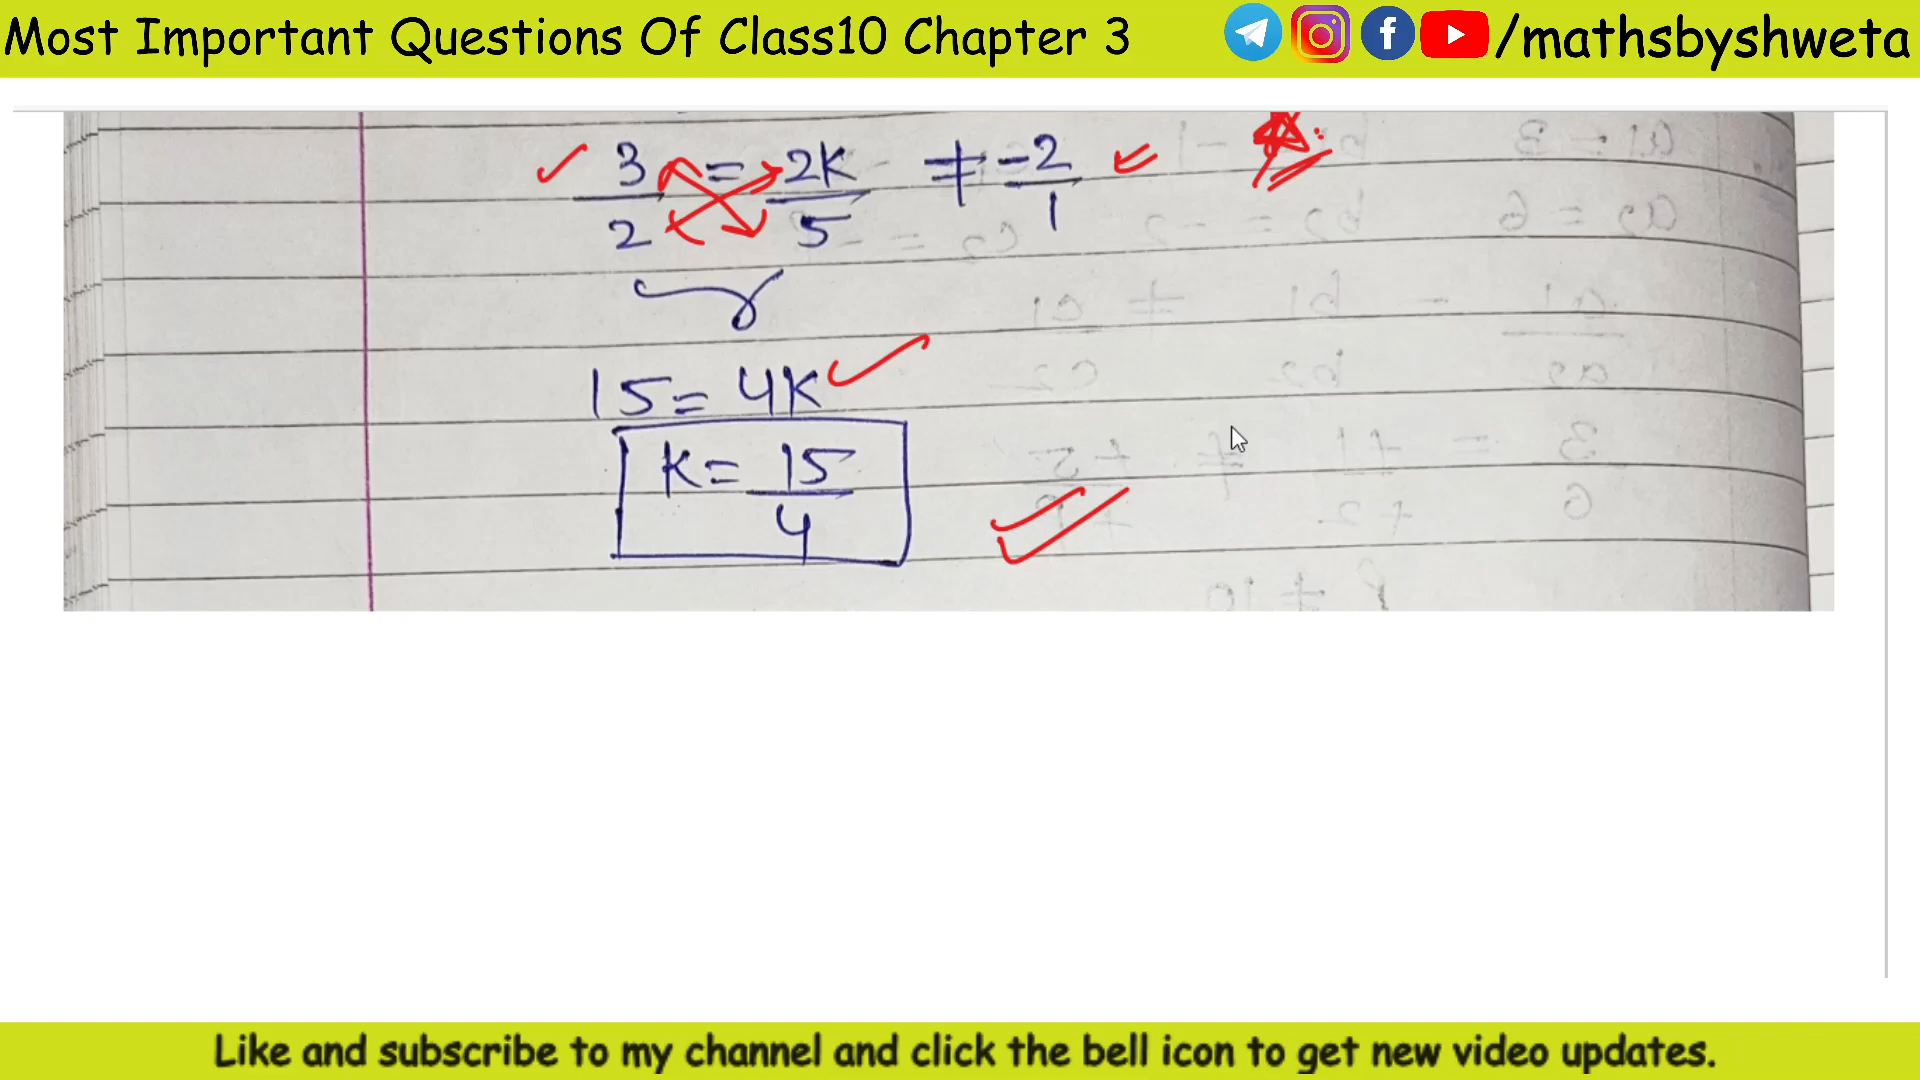 Most Important Questions Of Class10 Chapter 3
/mathsbyshweta
3/2 = 2K/5 ≠ -2/1
15 = 4K
K = 15/4
Like and subscribe to my channel and click the bell icon to get new video updates.